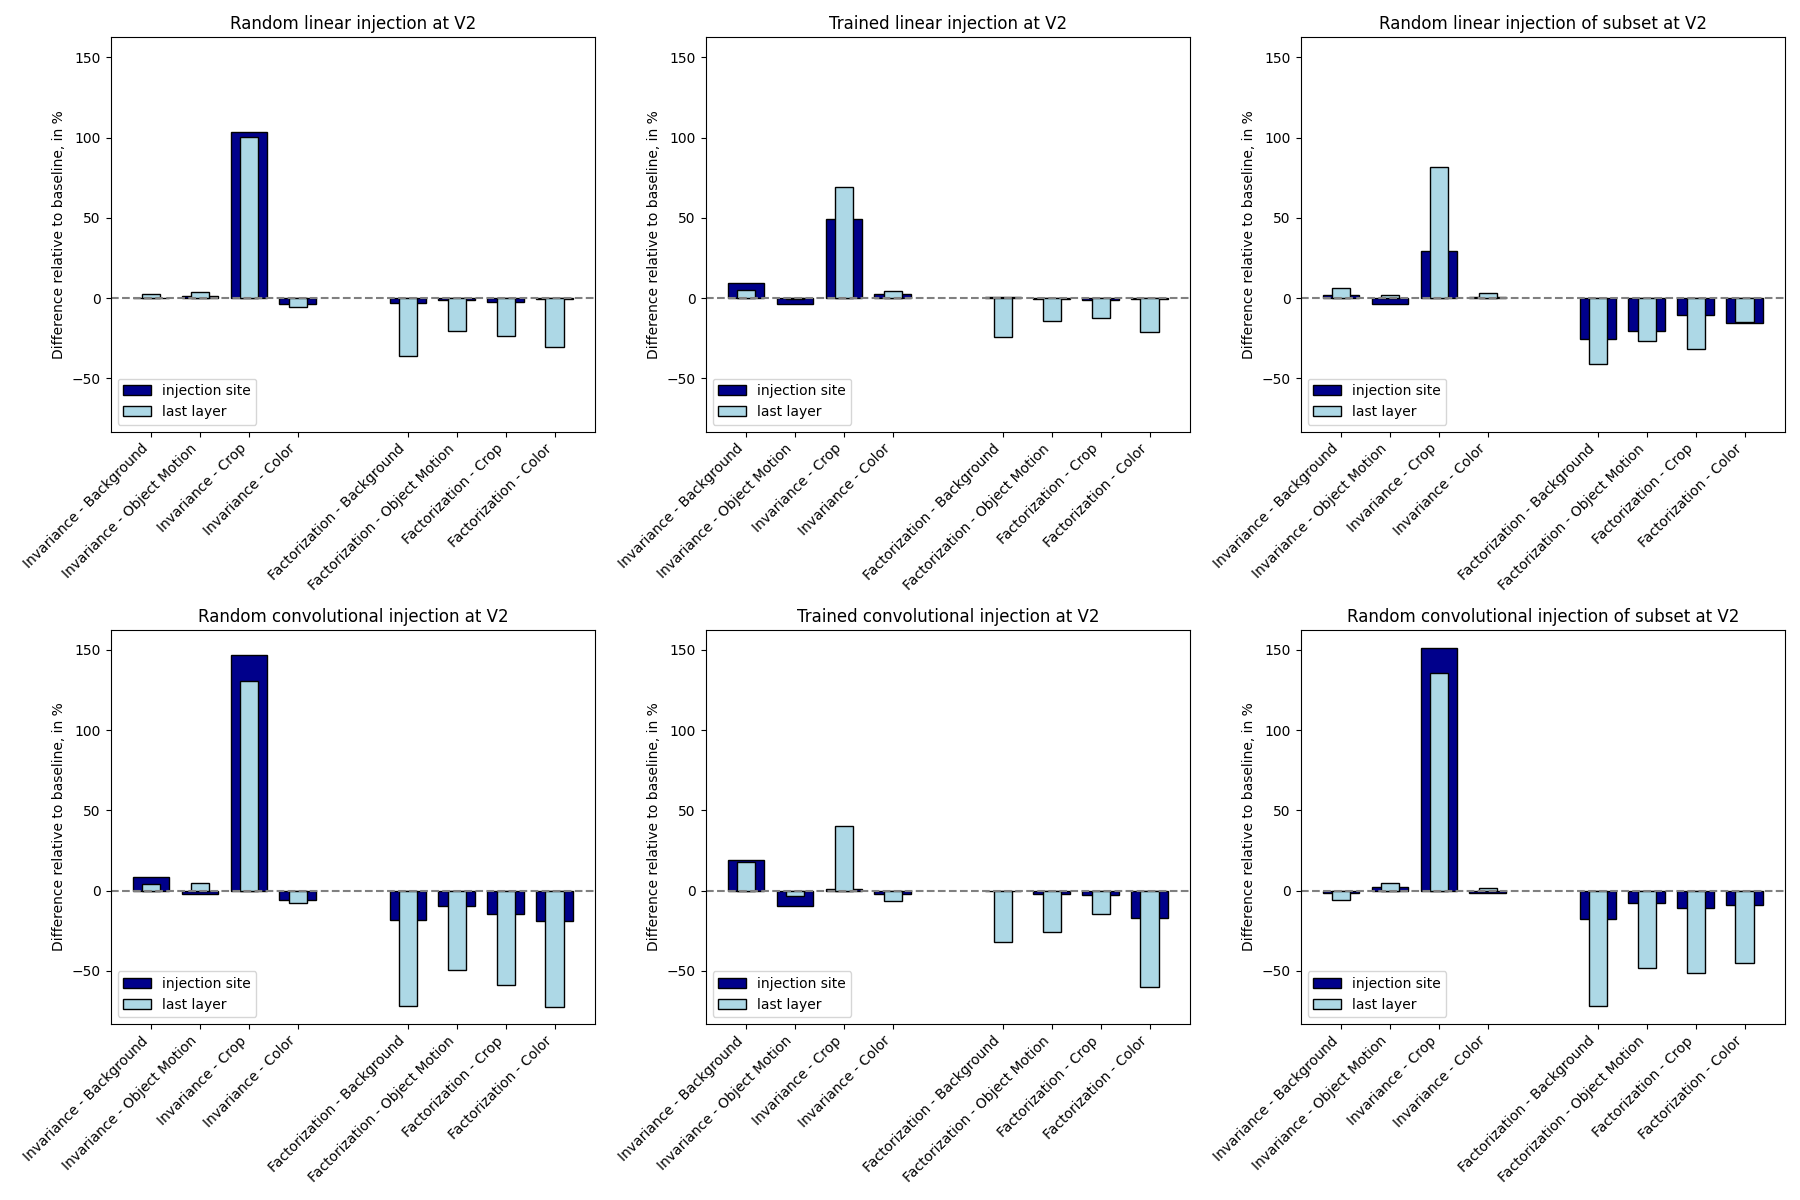 Random linear injection at V2
Difference relative to baseline, in %
150
100
50
0
−50
injection site
last layer
Invariance - Background
Invariance - Object Motion
Invariance - Crop
Invariance - Color
Factorization - Background
Factorization - Object Motion
Factorization - Crop
Factorization - Color
Trained linear injection at V2
Difference relative to baseline, in %
150
100
50
0
−50
injection site
last layer
Invariance - Background
Invariance - Object Motion
Invariance - Crop
Invariance - Color
Factorization - Background
Factorization - Object Motion
Factorization - Crop
Factorization - Color
Random linear injection of subset at V2
Difference relative to baseline, in %
150
100
50
0
−50
injection site
last layer
Invariance - Background
Invariance - Object Motion
Invariance - Crop
Invariance - Color
Factorization - Background
Factorization - Object Motion
Factorization - Crop
Factorization - Color
Random convolutional injection at V2
Difference relative to baseline, in %
150
100
50
0
−50
injection site
last layer
Invariance - Background
Invariance - Object Motion
Invariance - Crop
Invariance - Color
Factorization - Background
Factorization - Object Motion
Factorization - Crop
Factorization - Color
Trained convolutional injection at V2
Difference relative to baseline, in %
150
100
50
0
−50
injection site
last layer
Invariance - Background
Invariance - Object Motion
Invariance - Crop
Invariance - Color
Factorization - Background
Factorization - Object Motion
Factorization - Crop
Factorization - Color
Random convolutional injection of subset at V2
Difference relative to baseline, in %
150
100
50
0
−50
injection site
last layer
Invariance - Background
Invariance - Object Motion
Invariance - Crop
Invariance - Color
Factorization - Background
Factorization - Object Motion
Factorization - Crop
Factorization - Color